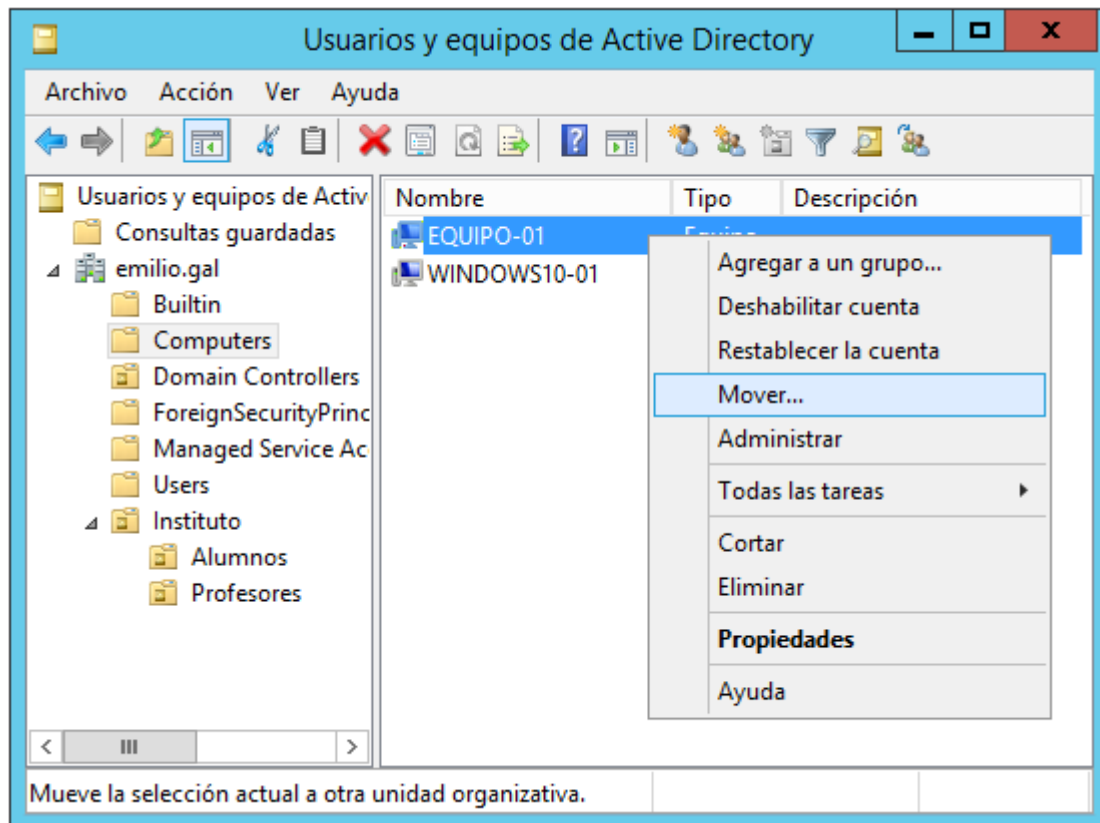 Usuarios y equipos de Active Directory
Archivo Acción Ver Ayuda
Usuarios y equipos de Activ
Consultas guardadas
emilio.gal
Builtin
Computers
Domain Controllers
ForeignSecurityPrinc
Managed Service Ac
Users
Instituto
Alumnos
Profesores
Nombre Tipo Descripción
EQUIPO-01
WINDOWS10-01
Agregar a un grupo...
Deshabilitar cuenta
Restablecer la cuenta
Mover...
Administrar
Todas las tareas
Cortar
Eliminar
Propiedades
Ayuda
Mueve la selección actual a otra unidad organizativa.